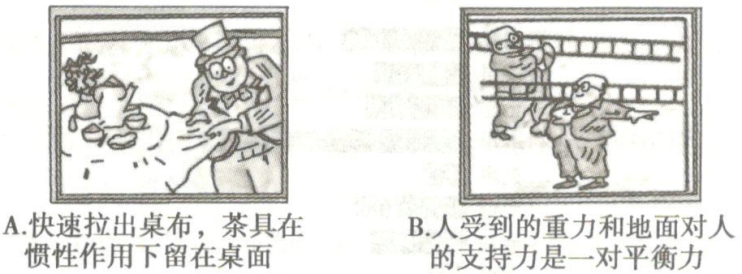 A.快速拉出桌布，茶具在
惯性作用下留在桌面
B.人受到的重力和地面对人
的支持力是一对平衡力